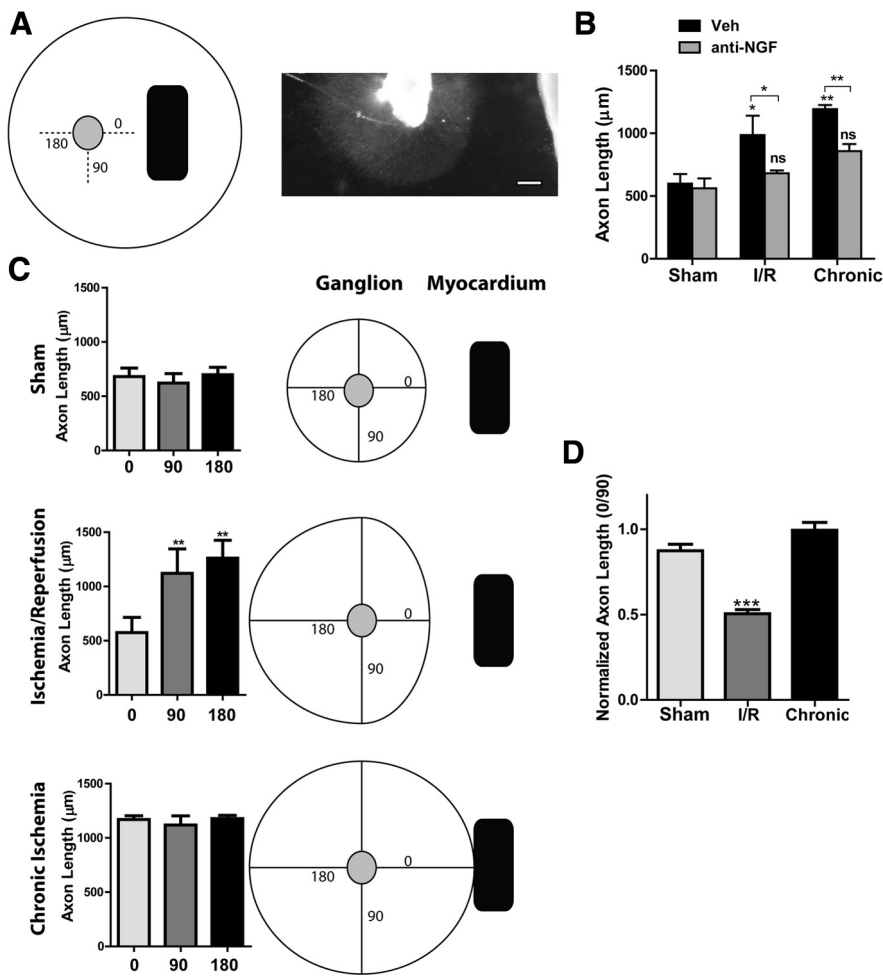 A
0
180
90
B
Veh
anti-NGF
Axon Length (μm)
1500
1000
500
0
*
*
ns
**
**
ns
Sham I/R Chronic
C
Ganglion Myocardium
Sham
Axon Length (μm)
1500
1000
500
0
0 90 180
0
180
90
Ischemia/Reperfusion
Axon Length (μm)
1500
1000
500
0
** **
0 90 180
0
180
90
Chronic Ischemia
Axon Length (μm)
1500
1000
500
0
0 90 180
0
180
90
D
Normalized Axon Length (0/90)
1.0
0.5
0.0
***
Sham I/R Chronic